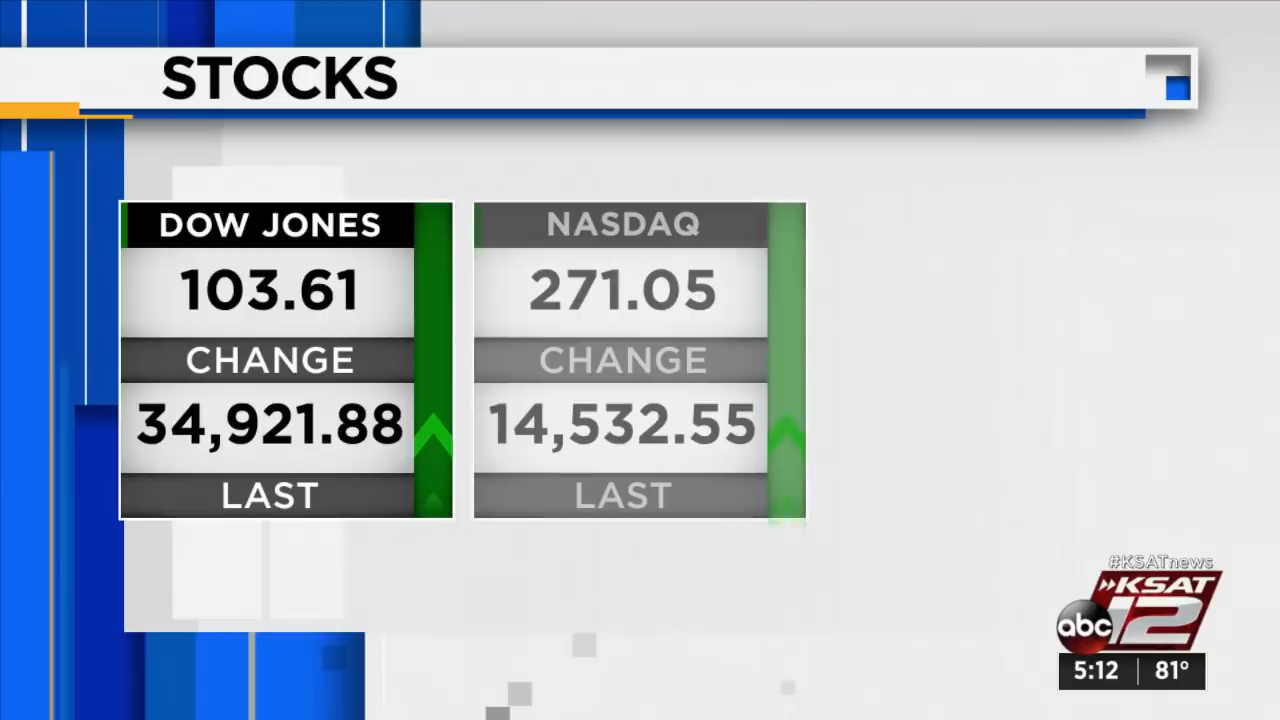 STOCKS
DOW JONES
103.61
CHANGE
34,921.88
LAST
NASDAQ
271.05
CHANGE
14,532.55
LAST
#KSATnews
KSAT
abc 12
5:12 81°